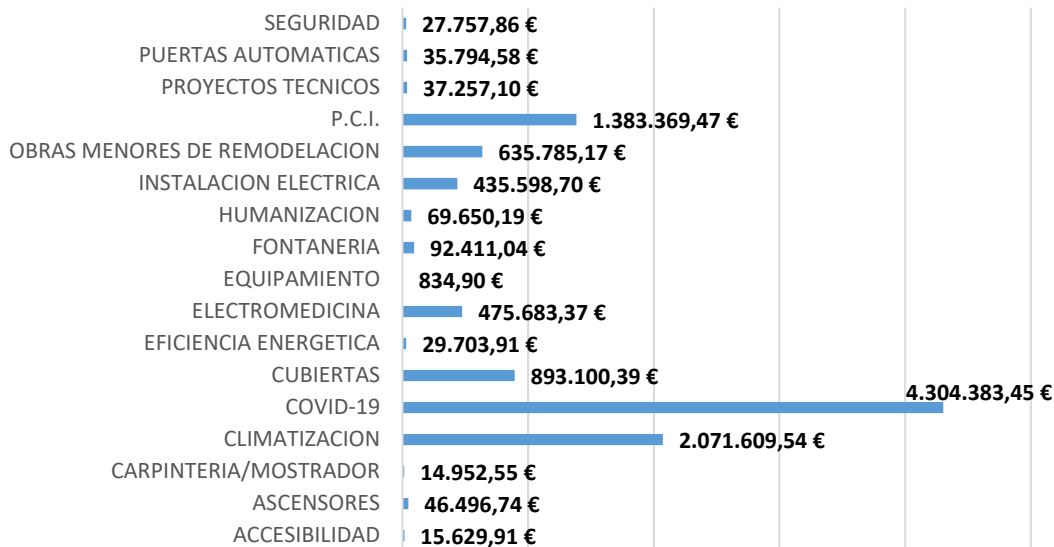 SEGURIDAD 27.757,86 €
PUERTAS AUTOMATICAS 35.794,58 €
PROYECTOS TECNICOS 37.257,10 €
P.C.I. 1.383.369,47 €
OBRAS MENORES DE REMODELACION 635.785,17 €
INSTALACION ELECTRICA 435.598,70 €
HUMANIZACION 69.650,19 €
FONTANERIA 92.411,04 €
EQUIPAMIENTO 834,90 €
ELECTROMEDICINA 475.683,37 €
EFICIENCIA ENERGETICA 29.703,91 €
CUBIERTAS 893.100,39 €
COVID-19 4.304.383,45 €
CLIMATIZACION 2.071.609,54 €
CARPINTERIA/MOSTRADOR 14.952,55 €
ASCENSORES 46.496,74 €
ACCESIBILIDAD 15.629,91 €